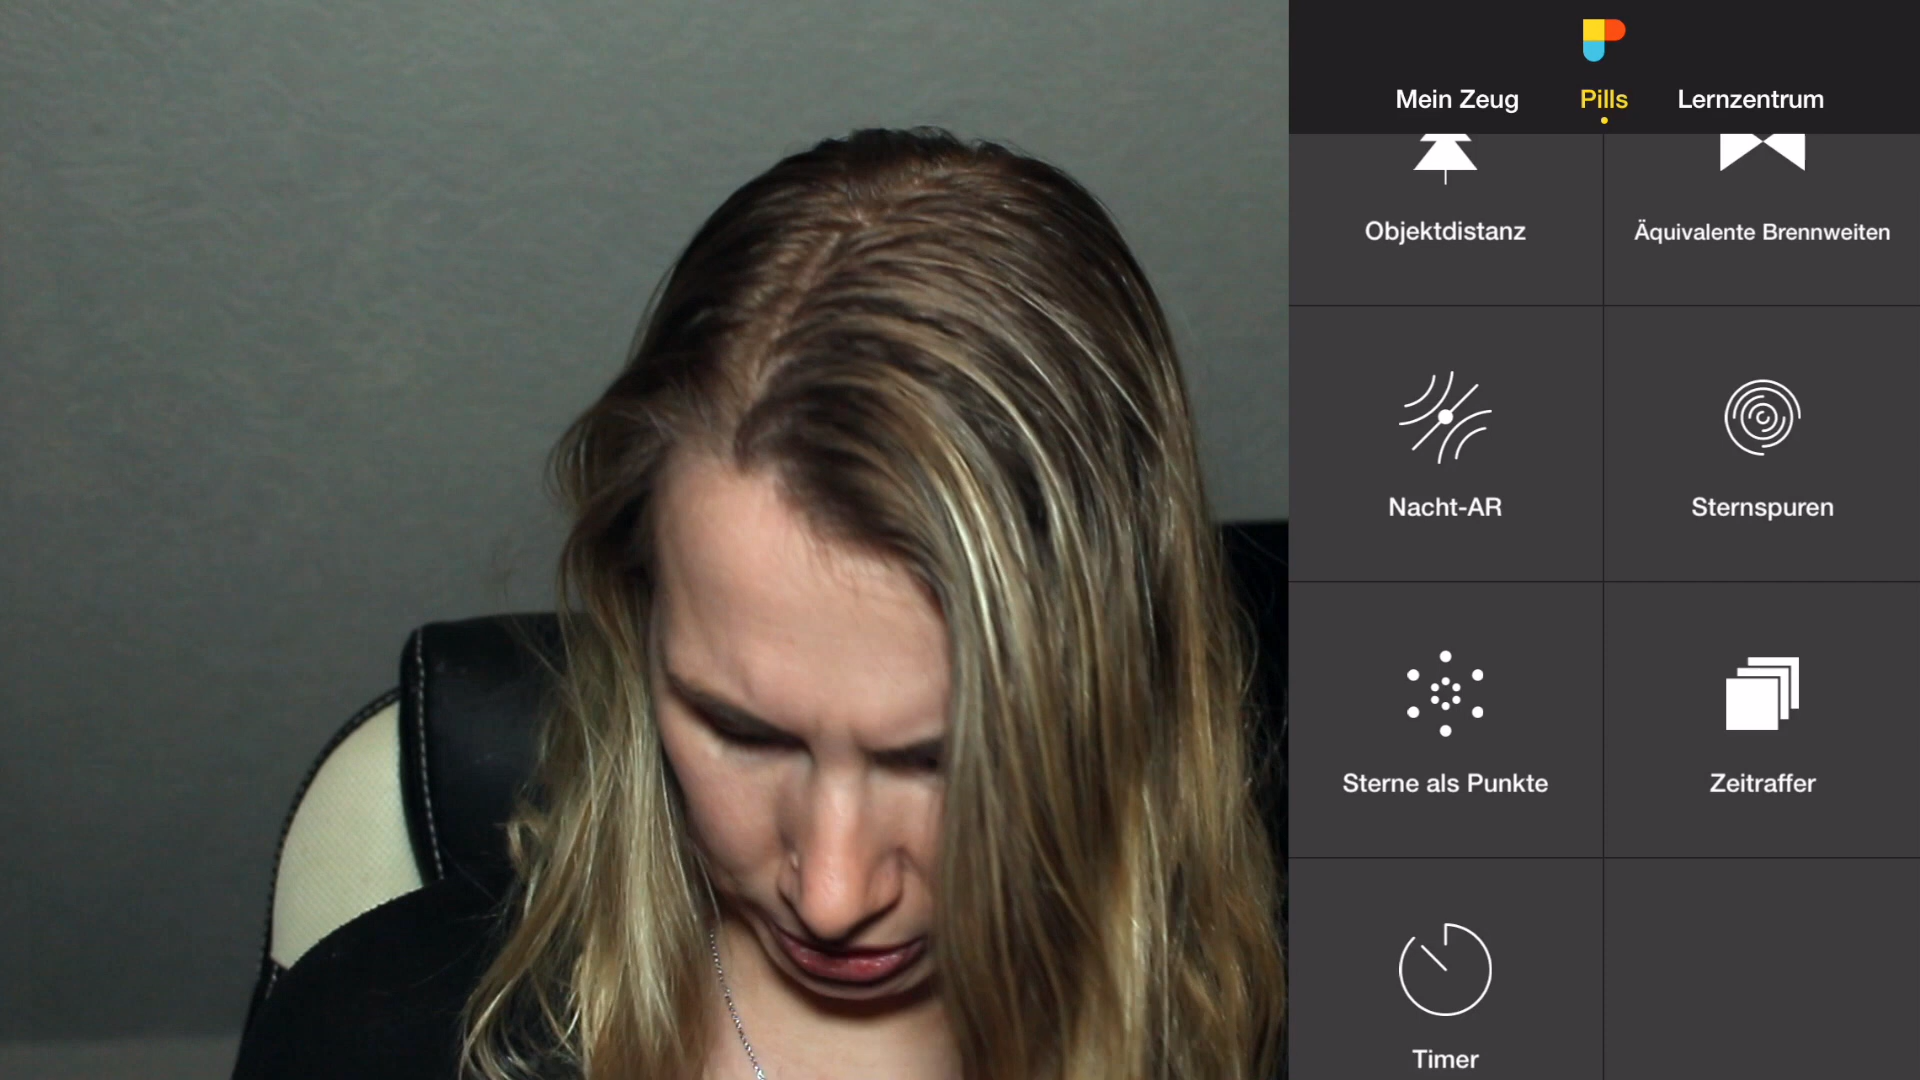 Mein Zeug
Pills
Lernzentrum
Objektdistanz
Äquivalente Brennweiten
Nacht-AR
Sternspuren
Sterne als Punkte
Zeitraffer
Timer